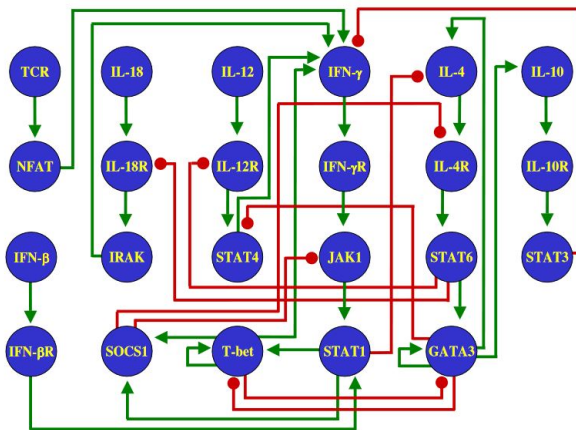 TCR
IL-18
IL-12
IFN-γ
IL-4
IL-10
NFAT
IL-18R
IL-12R
IFN-γR
IL-4R
IL-10R
IFN-β
IRAK
STAT4
JAK1
STAT6
STAT3
IFN-βR
SOCS1
T-bet
STAT1
GATA3